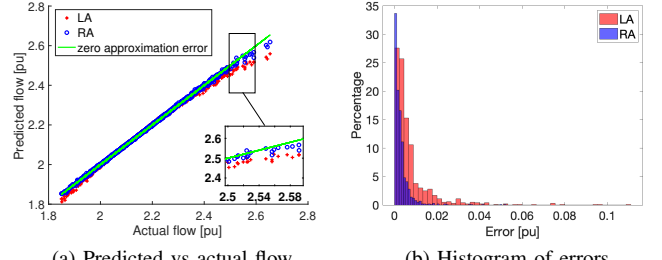 2.8
2.6
2.4
2.2
2
1.8
Predicted flow [pu]
LA
RA
zero approximation error
2.6
2.5
2.4
2.5 2.54 2.58
1.8 2 2.2 2.4 2.6 2.8
Actual flow [pu]
(a) Predicted vs actual flow
35
30
25
20
15
10
5
0
Percentage
LA
RA
0 0.02 0.04 0.06 0.08 0.1
Error [pu]
(b) Histogram of errors